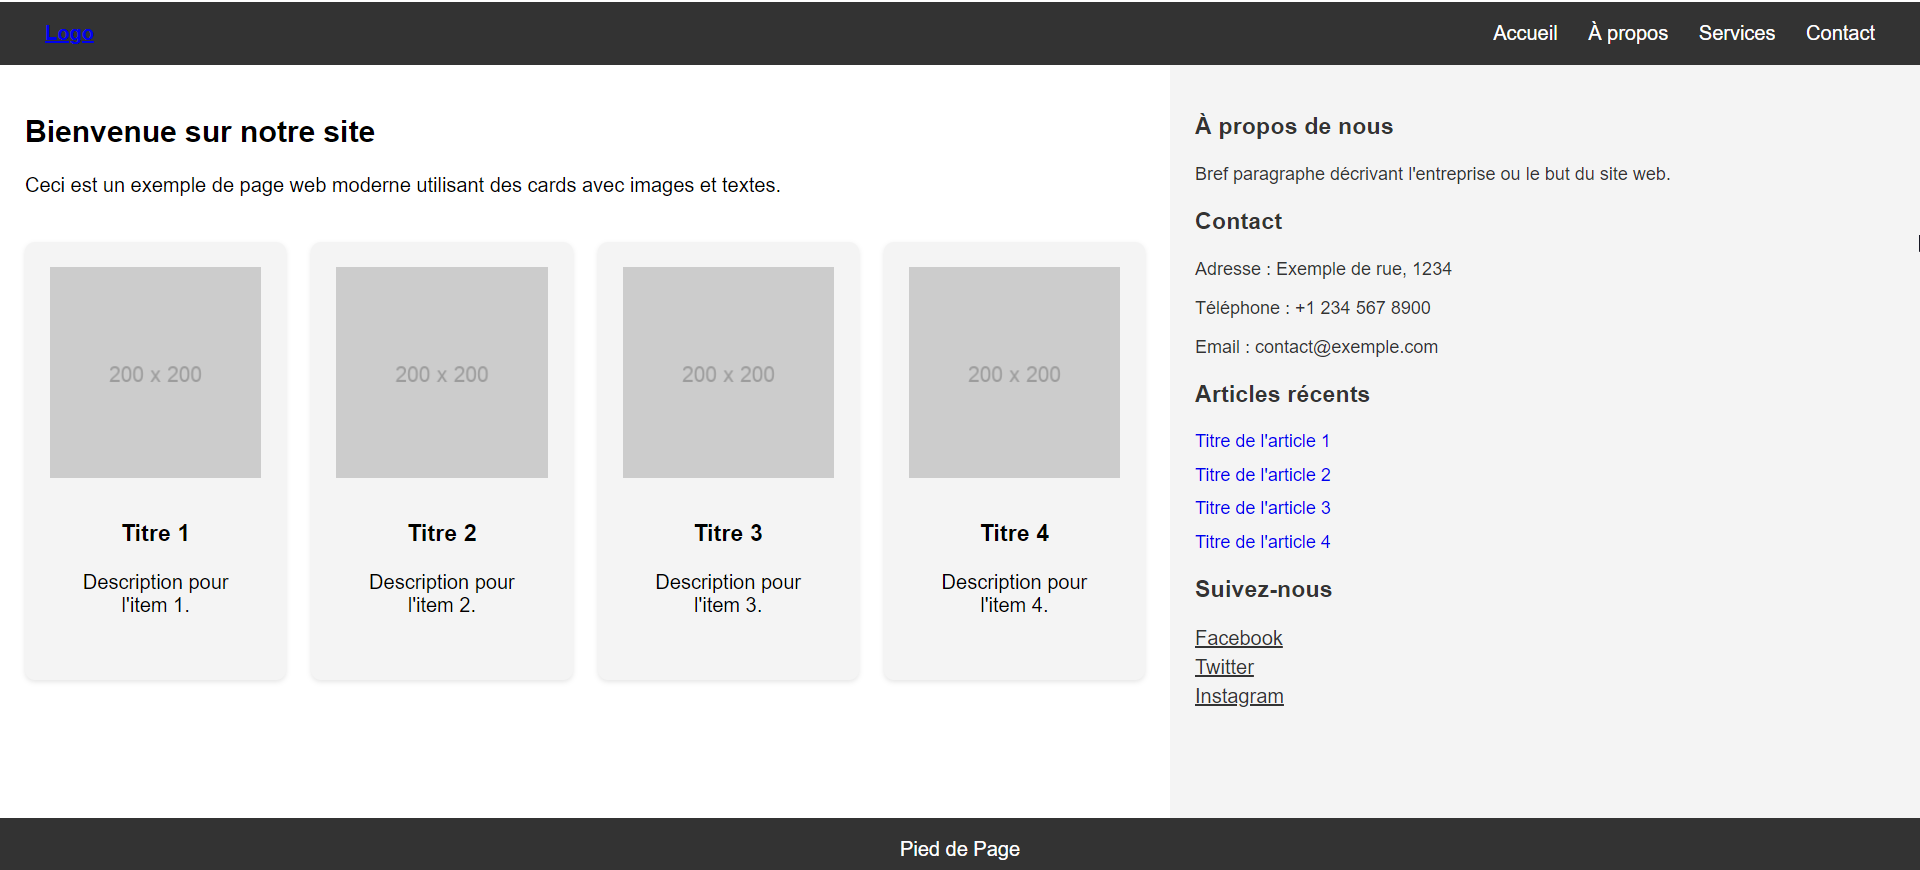 Logo
Accueil À propos Services Contact
Bienvenue sur notre site
Ceci est un exemple de page web moderne utilisant des cards avec images et textes.
200 x 200
Titre 1
Description pour
l'item 1.
200 x 200
Titre 2
Description pour
l'item 2.
200 x 200
Titre 3
Description pour
l'item 3.
200 x 200
Titre 4
Description pour
l'item 4.
À propos de nous
Bref paragraphe décrivant l'entreprise ou le but du site web.
Contact
Adresse : Exemple de rue, 1234
Téléphone : +1 234 567 8900
Email : contact@exemple.com
Articles récents
Titre de l'article 1
Titre de l'article 2
Titre de l'article 3
Titre de l'article 4
Suivez-nous
Facebook
Twitter
Instagram
Pied de Page